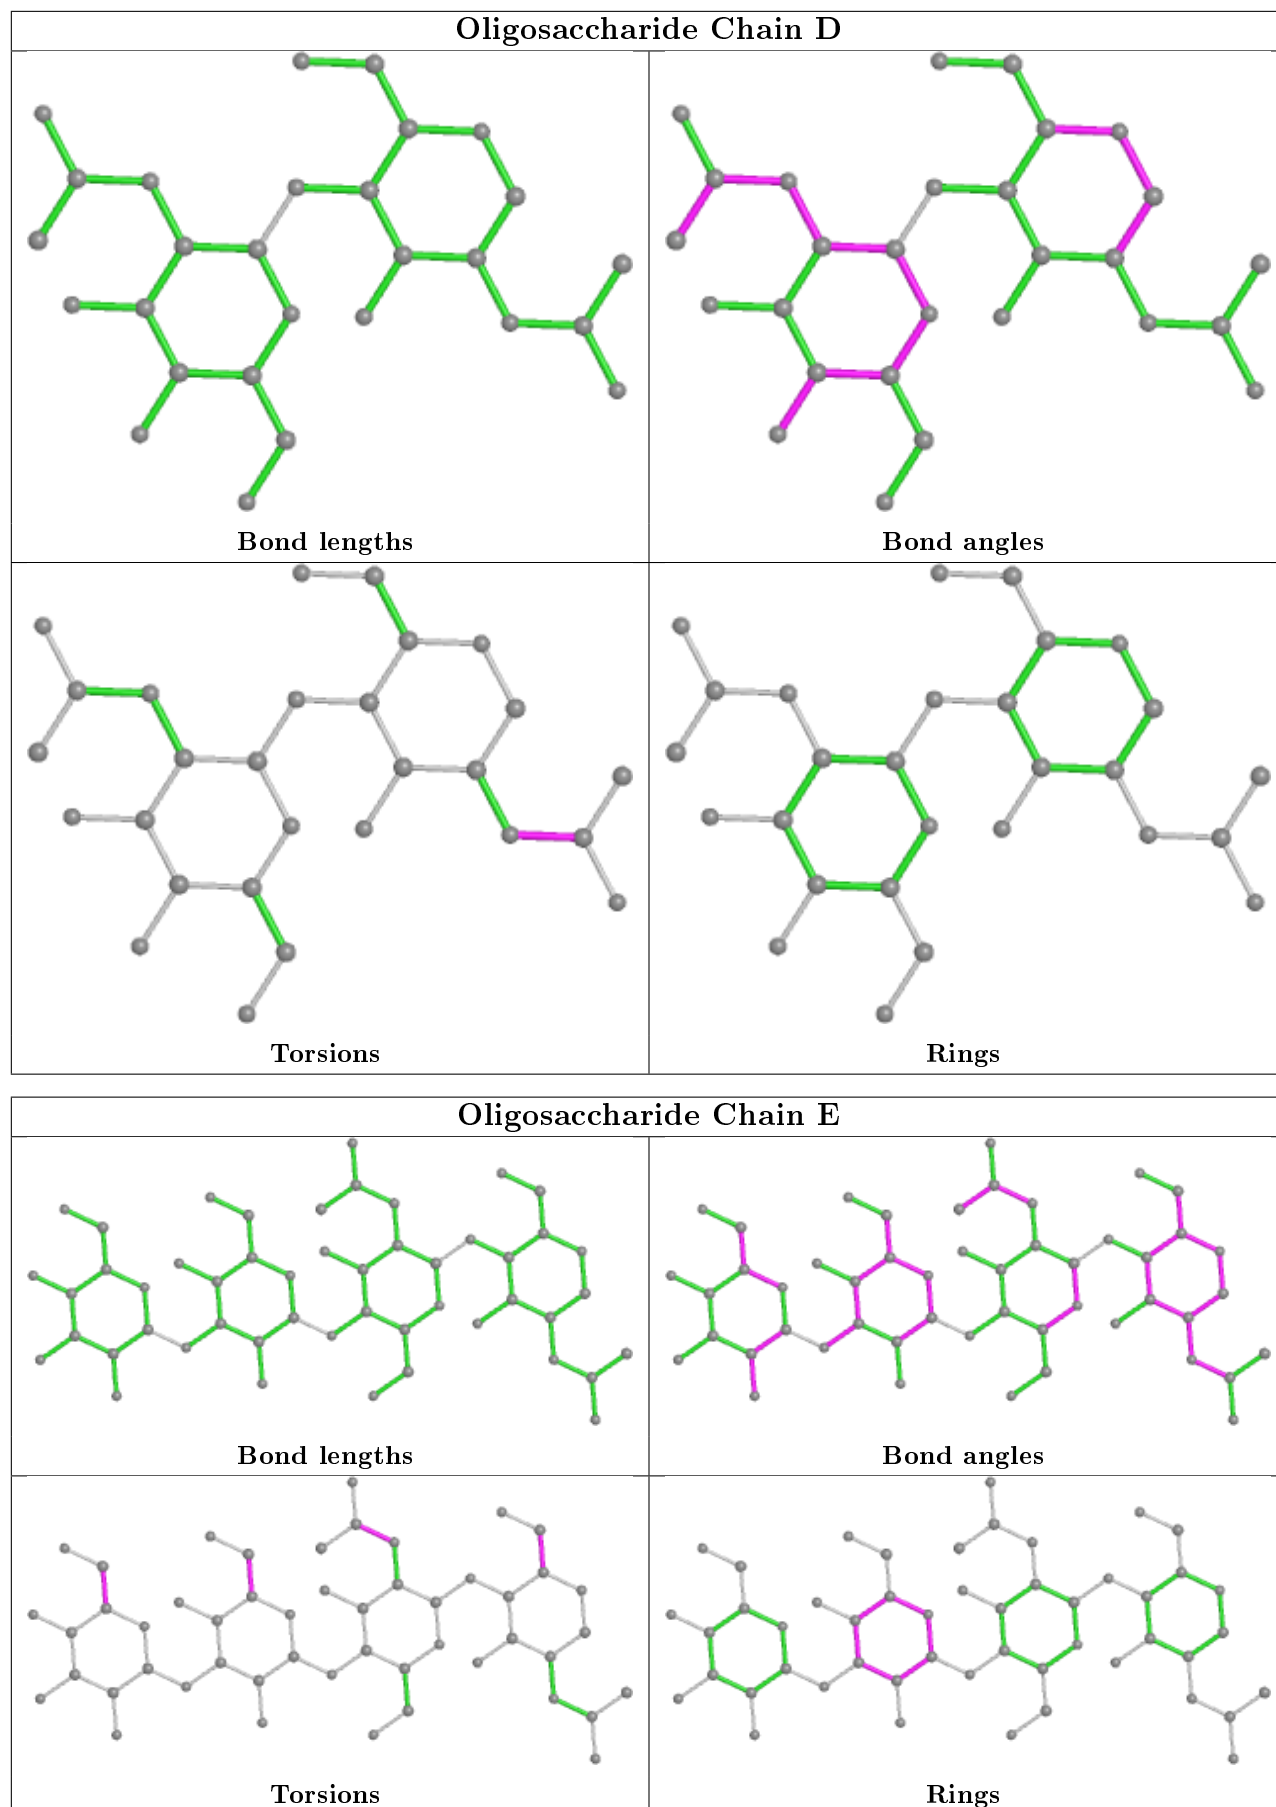 Oligosaccharide Chain D
Bond lengths
Bond angles
Torsions
Rings
Oligosaccharide Chain E
Bond lengths
Bond angles
Torsions
Rings